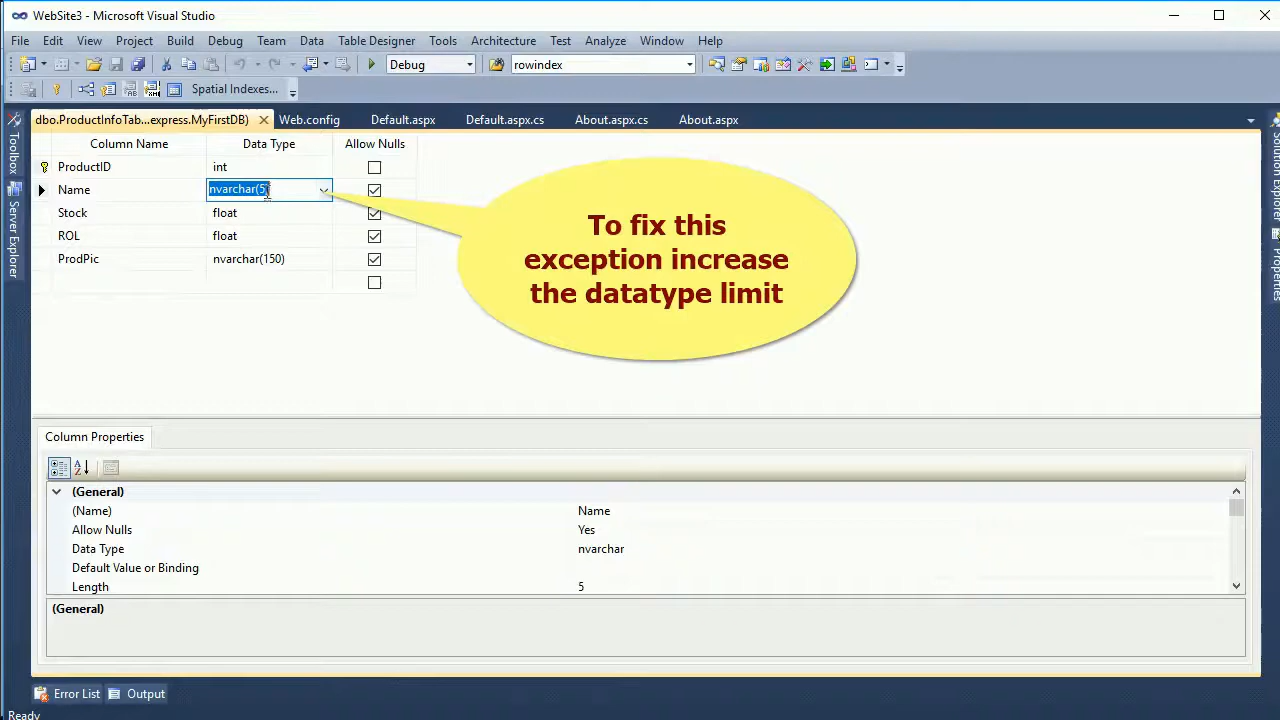 WebSite3 - Microsoft Visual Studio
File Edit View Project Build Debug Team Data Table Designer Tools Architecture Test Analyze Window Help
Debug rowindex
Spatial Indexes...
dbo.ProductInfoTab...express.MyFirstDB) Web.config Default.aspx Default.aspx.cs About.aspx.cs About.aspx
Toolbox
Server Explorer
Solution Explorer
Properties
Column Name Data Type Allow Nulls
ProductID int
Name nvarchar(5)
Stock float
ROL float
ProdPic nvarchar(150)
To fix this
exception increase
the datatype limit
Column Properties
(General)
(Name) Name
Allow Nulls Yes
Data Type nvarchar
Default Value or Binding
Length 5
(General)
Error List Output
Ready